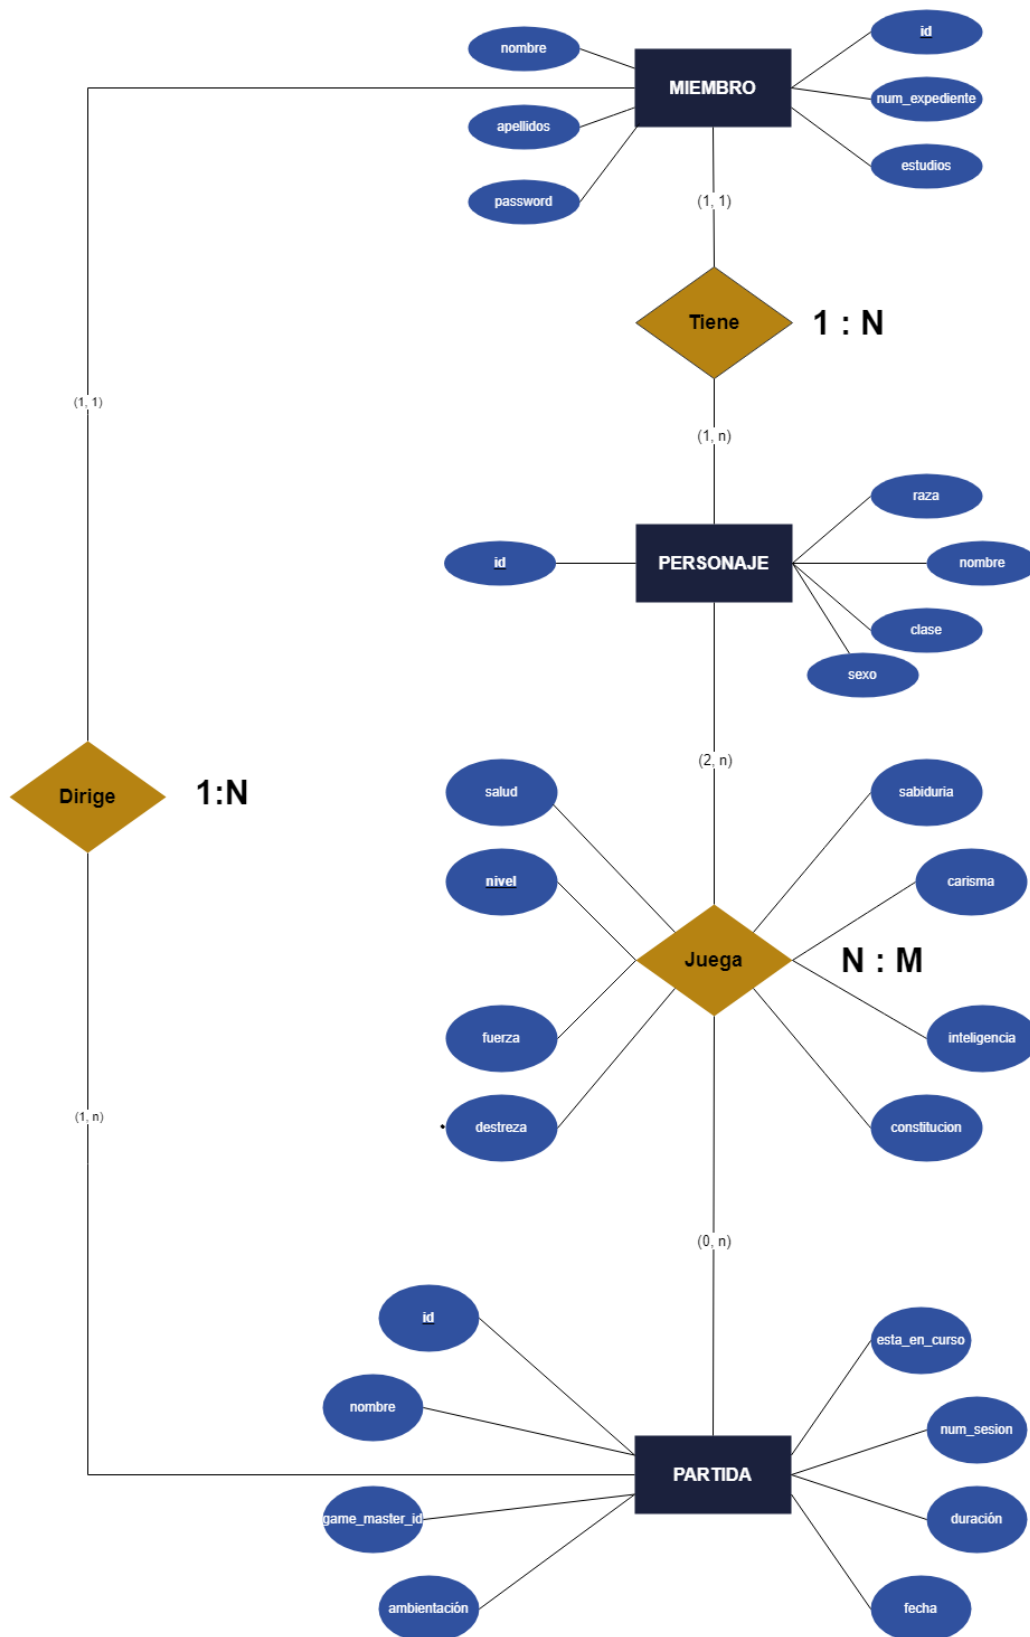 nombre
id
MIEMBRO
num_expediente
apellidos
estudios
password
(1, 1)
Tiene
1 : N
(1, 1)
(1, n)
raza
id
PERSONAJE
nombre
clase
sexo
(2, n)
Dirige
1:N
salud
sabiduria
nivel
carisma
Juega
N : M
fuerza
inteligencia
(1, n)
destreza
constitucion
(0, n)
id
esta_en_curso
nombre
num_sesion
PARTIDA
game_master_id
duración
ambientación
fecha